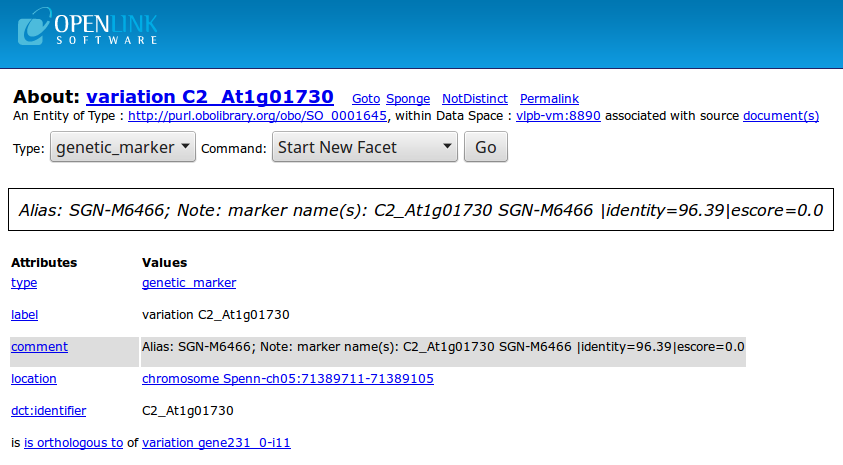 OPENLINK
SOFTWARE
About: variation C2_At1g01730 Goto Sponge NotDistinct Permalink
An Entity of Type : http://purl.obolibrary.org/obo/SO_0001645, within Data Space : vlpb-vm:8890 associated with source document(s)
Type: genetic_marker Command: Start New Facet Go
Alias: SGN-M6466; Note: marker name(s): C2_At1g01730 SGN-M6466 |identity=96.39|escore=0.0
Attributes Values
type genetic_marker
label variation C2_At1g01730
comment Alias: SGN-M6466; Note: marker name(s): C2_At1g01730 SGN-M6466 |identity=96.39|escore=0.0
location chromosome Spenn-ch05:71389711-71389105
dct:identifier C2_At1g01730
is is orthologous to of variation gene231_0-i11